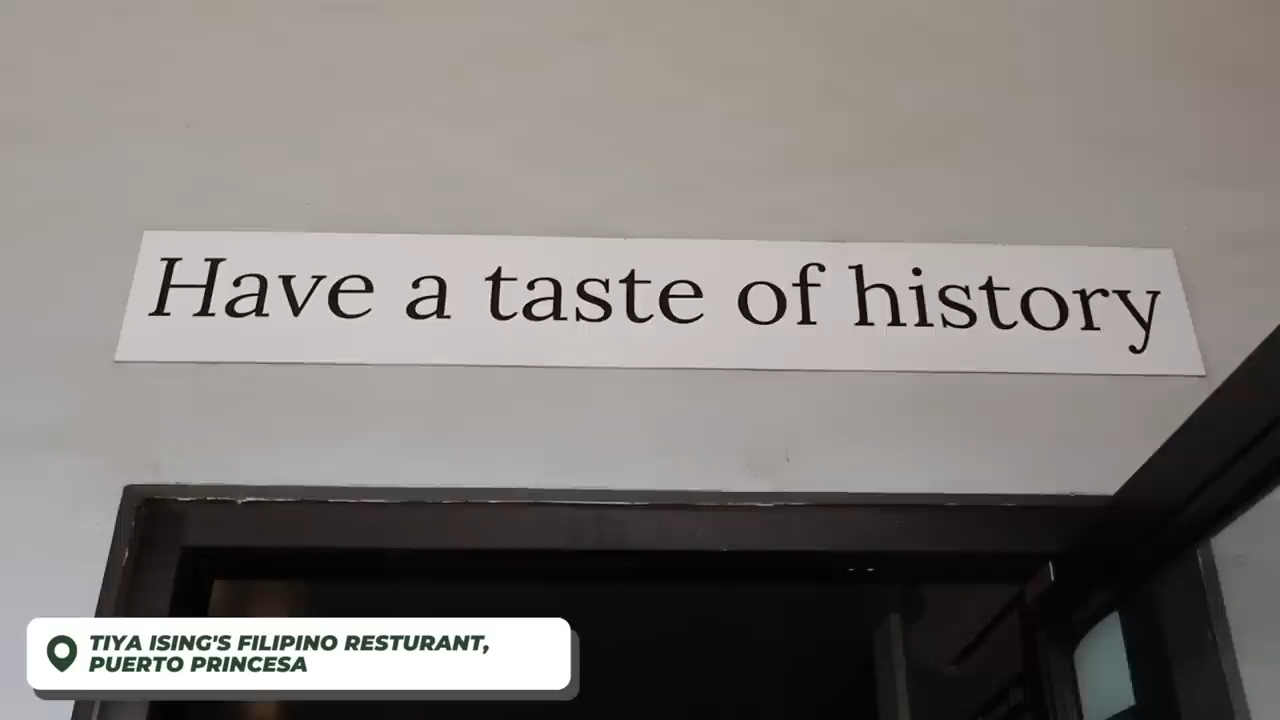 Have a taste of history
TIYA ISING'S FILIPINO RESTURANT,
PUERTO PRINCESA